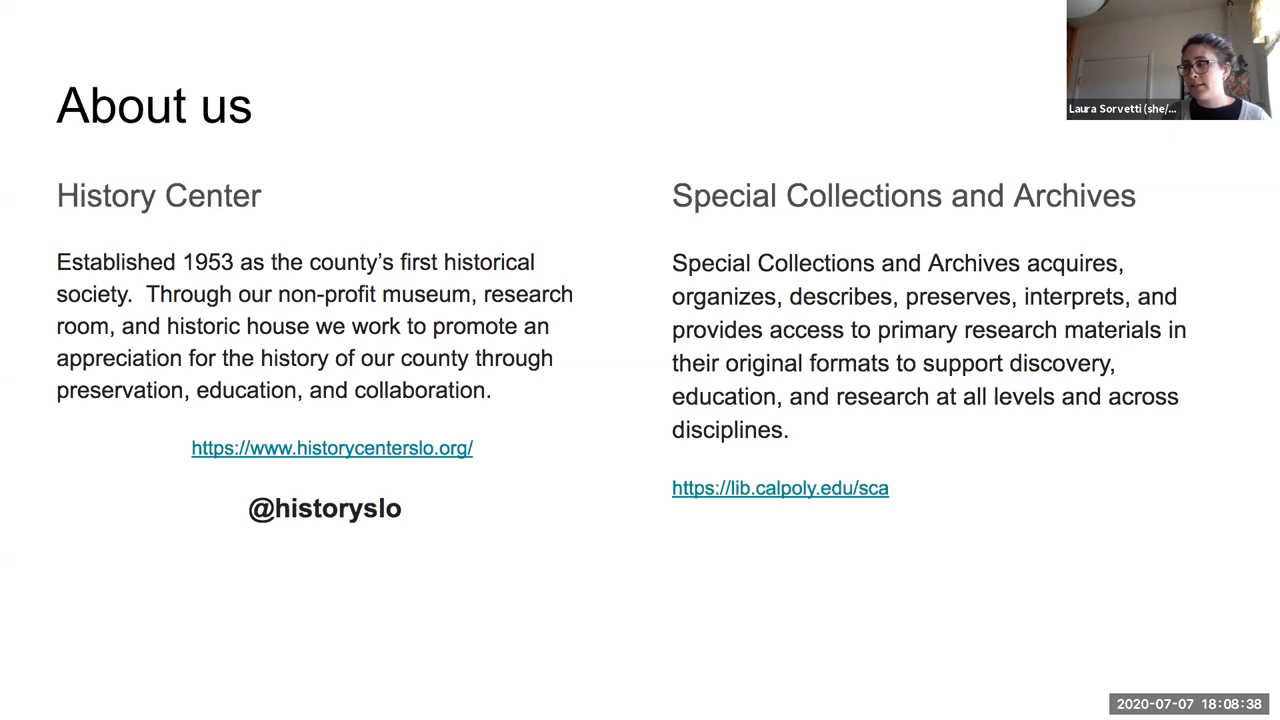 About us
Laura Sorvetti (she/...
History Center
Established 1953 as the county’s first historical
society.  Through our non-profit museum, research
room, and historic house we work to promote an
appreciation for the history of our county through
preservation, education, and collaboration.
https://www.historycenterslo.org/
@historyslo
Special Collections and Archives
Special Collections and Archives acquires,
organizes, describes, preserves, interprets, and
provides access to primary research materials in
their original formats to support discovery,
education, and research at all levels and across
disciplines.
https://lib.calpoly.edu/sca
2020-07-07 18:08:38